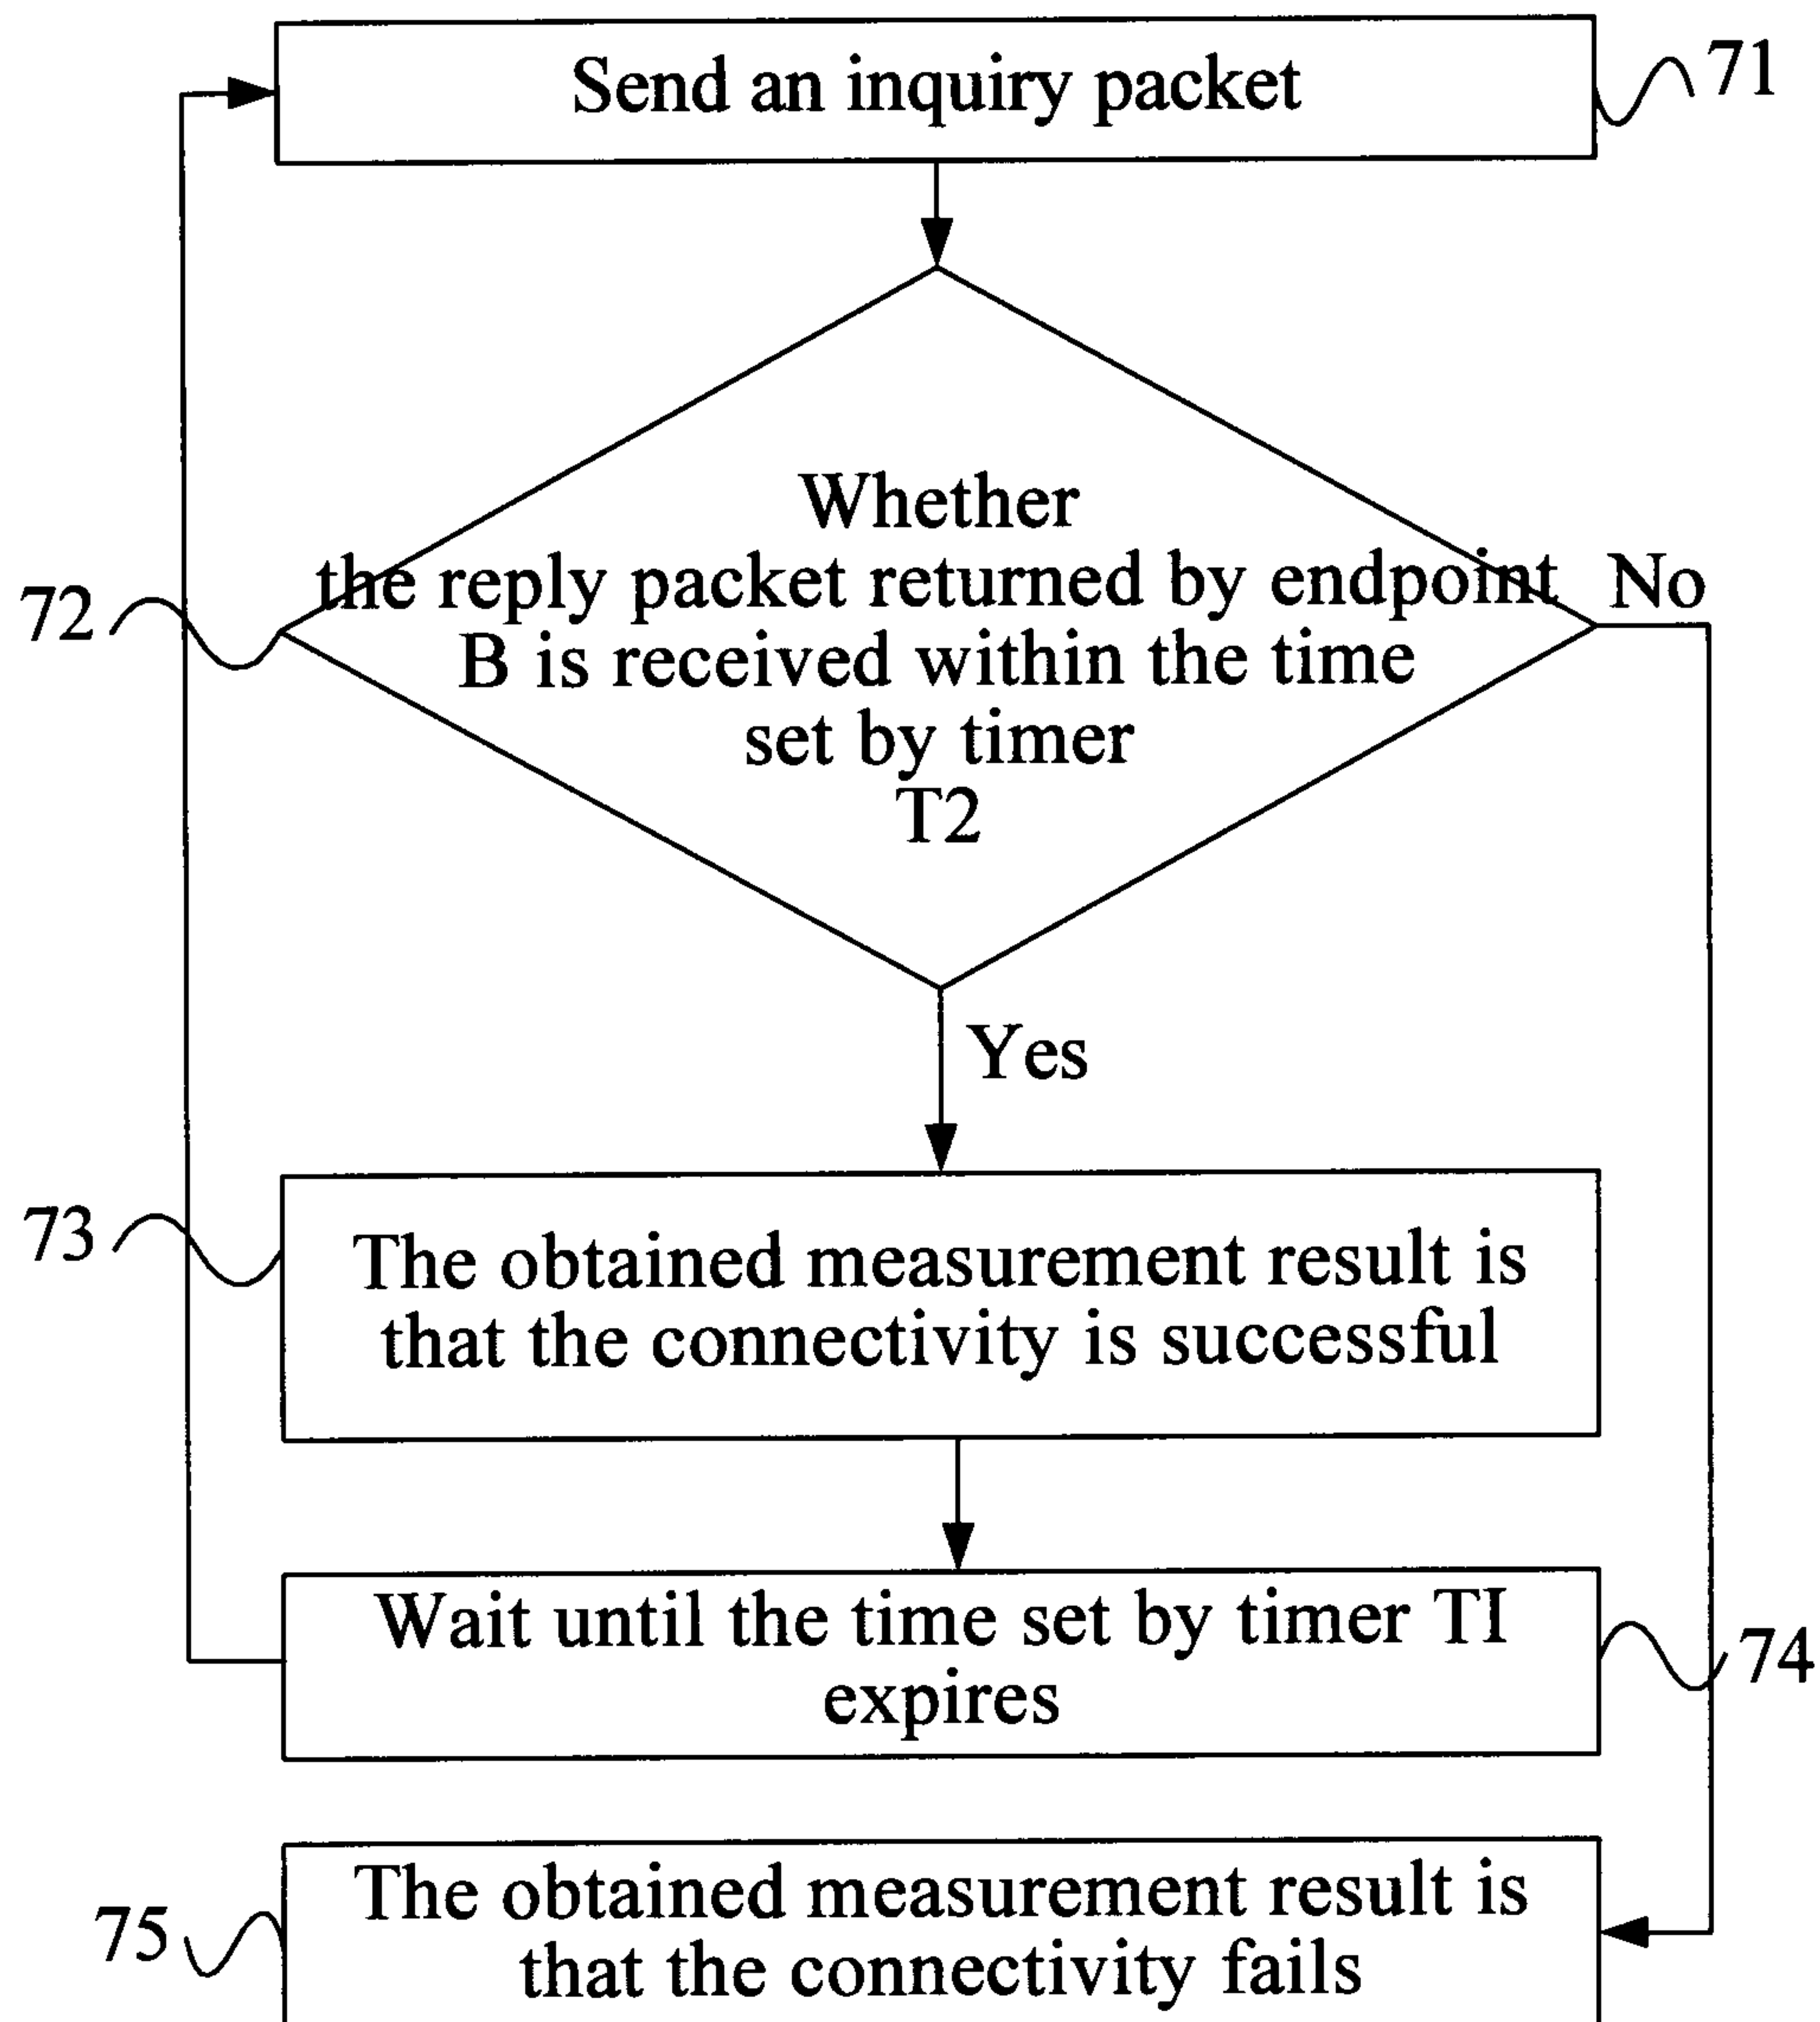 Send an inquiry packet
71
Whether
the reply packet returned by endpoint
B is received within the time
set by timer
T2
No
72
Yes
73
The obtained measurement result is
that the connectivity is successful
Wait until the time set by timer TI
expires
74
The obtained measurement result is
that the connectivity fails
75